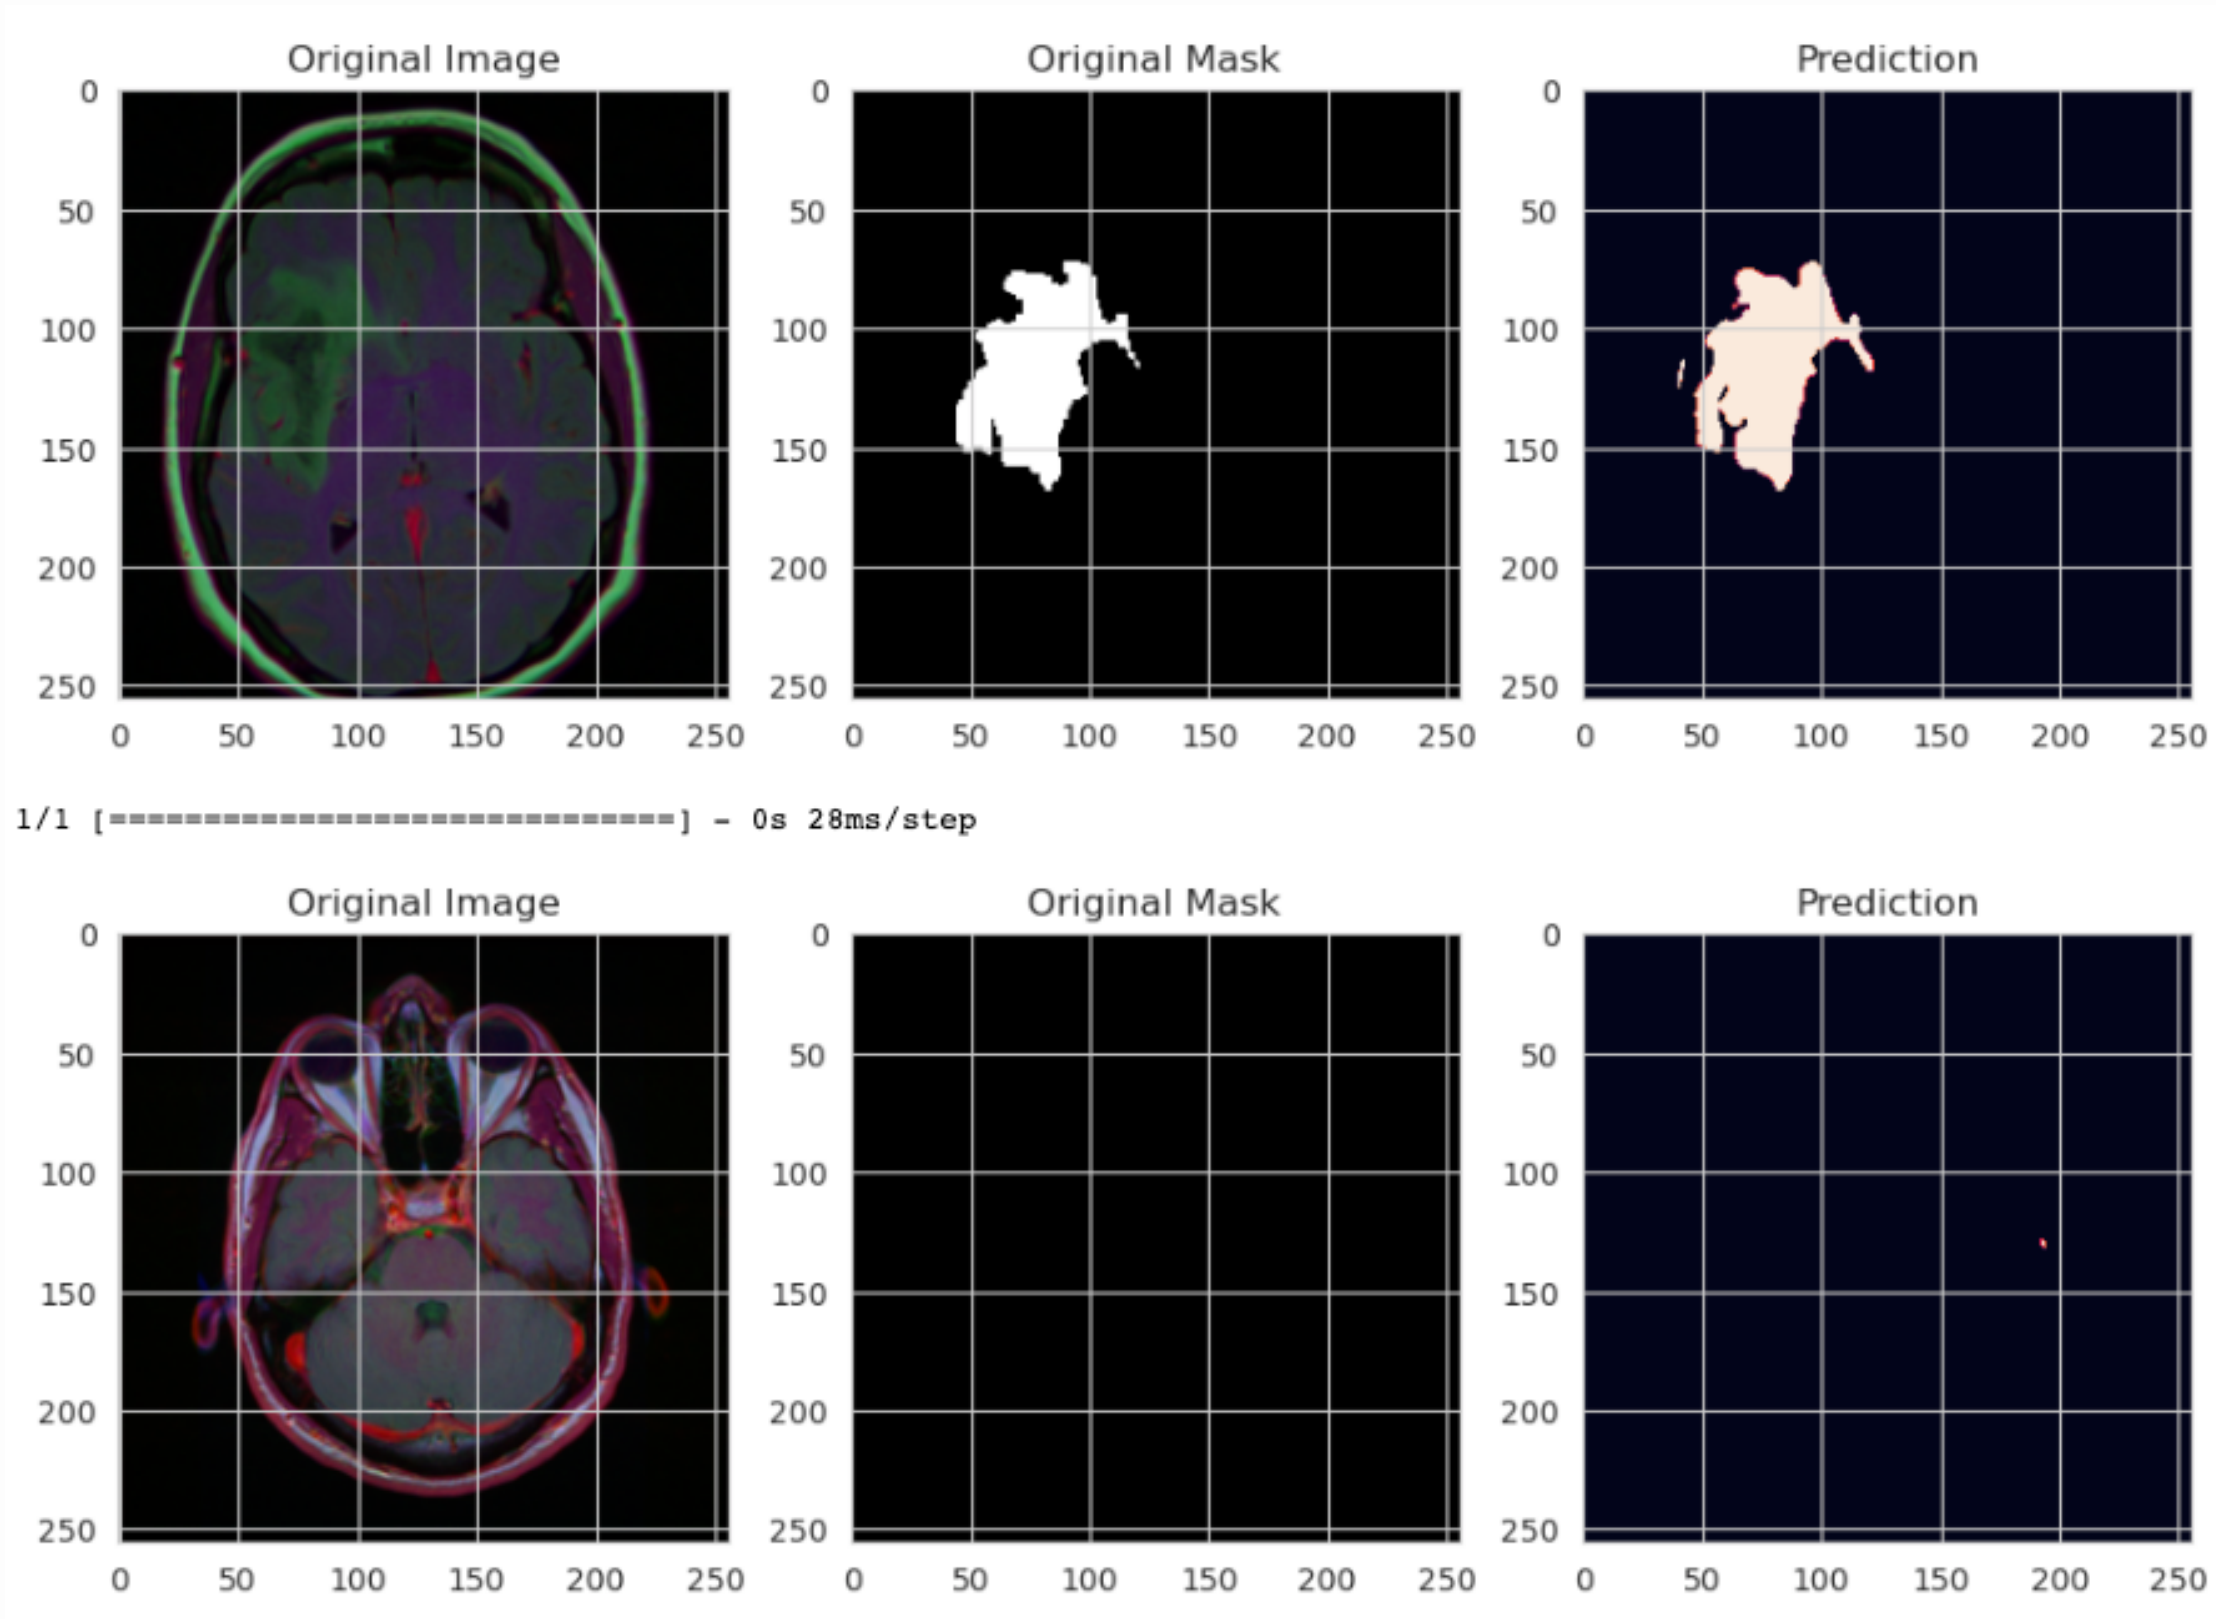 Original Image Original Mask Prediction
0 0 0
50 50 50
100 100 100
150 150 150
200 200 200
250 250 250
0 50 100 150 200 250 0 50 100 150 200 250 0 50 100 150 200 250
1/1 [==============================] - 0s 28ms/step
Original Image Original Mask Prediction
0 0 0
50 50 50
100 100 100
150 150 150
200 200 200
250 250 250
0 50 100 150 200 250 0 50 100 150 200 250 0 50 100 150 200 250